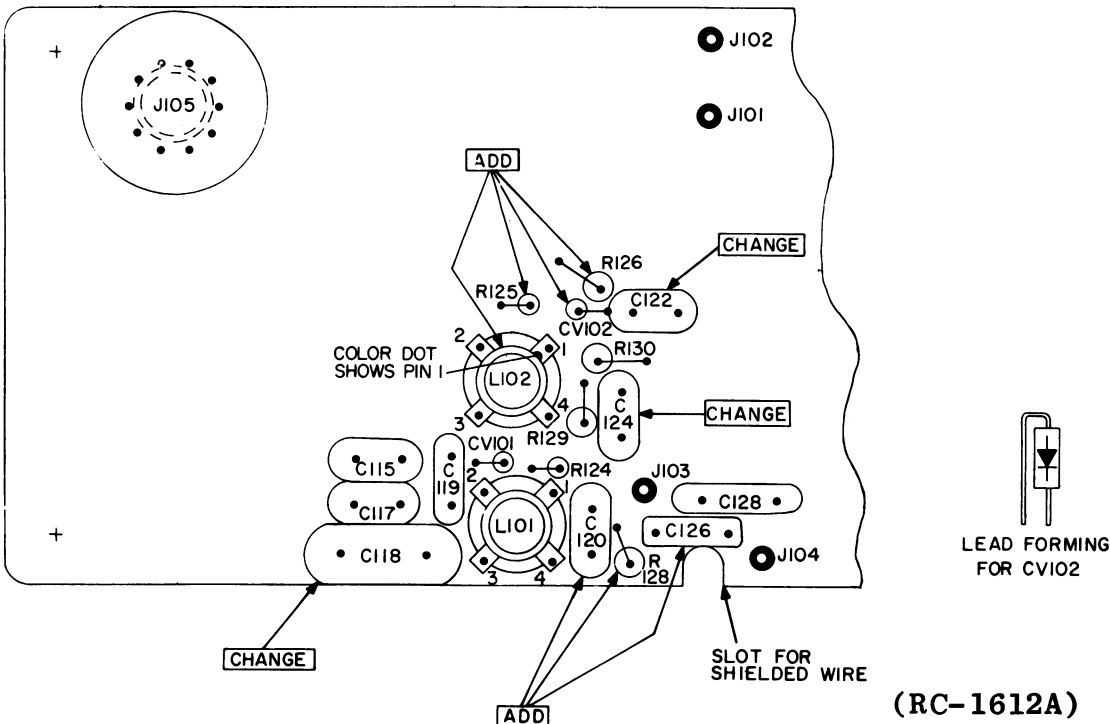 J102
J105
J101
ADD
CHANGE
R126
R125
C122
CV102
2
1
COLOR DOT
SHOWS PIN 1
R130
L102
C
124
CHANGE
3
4
R129
CV101
C115
C
119
2
R124
1
J103
C117
C128
L101
C
120
C126
C118
J104
3
4
R
128
LEAD FORMING
FOR CV102
CHANGE
SLOT FOR
SHIELDED WIRE
ADD
(RC-1612A)